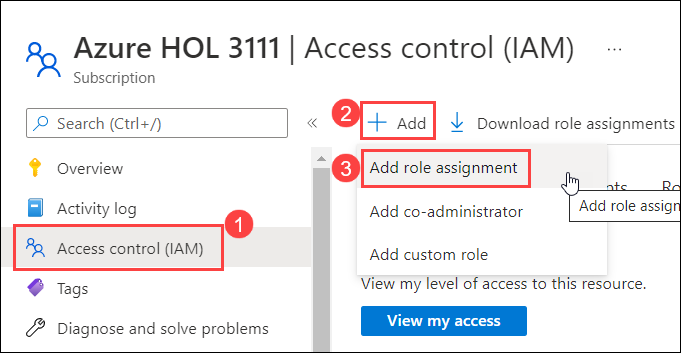 Azure HOL 3111 | Access control (IAM) ...
Subscription
Search (Ctrl+/)
«
2
Add
Download role assignments
Overview
3
Add role assignment
Ro
Add role assign
Activity log
1
Add co-administrator
Access control (IAM)
Add custom role
Tags
View my level of access to this resource.
Diagnose and solve problems
View my access